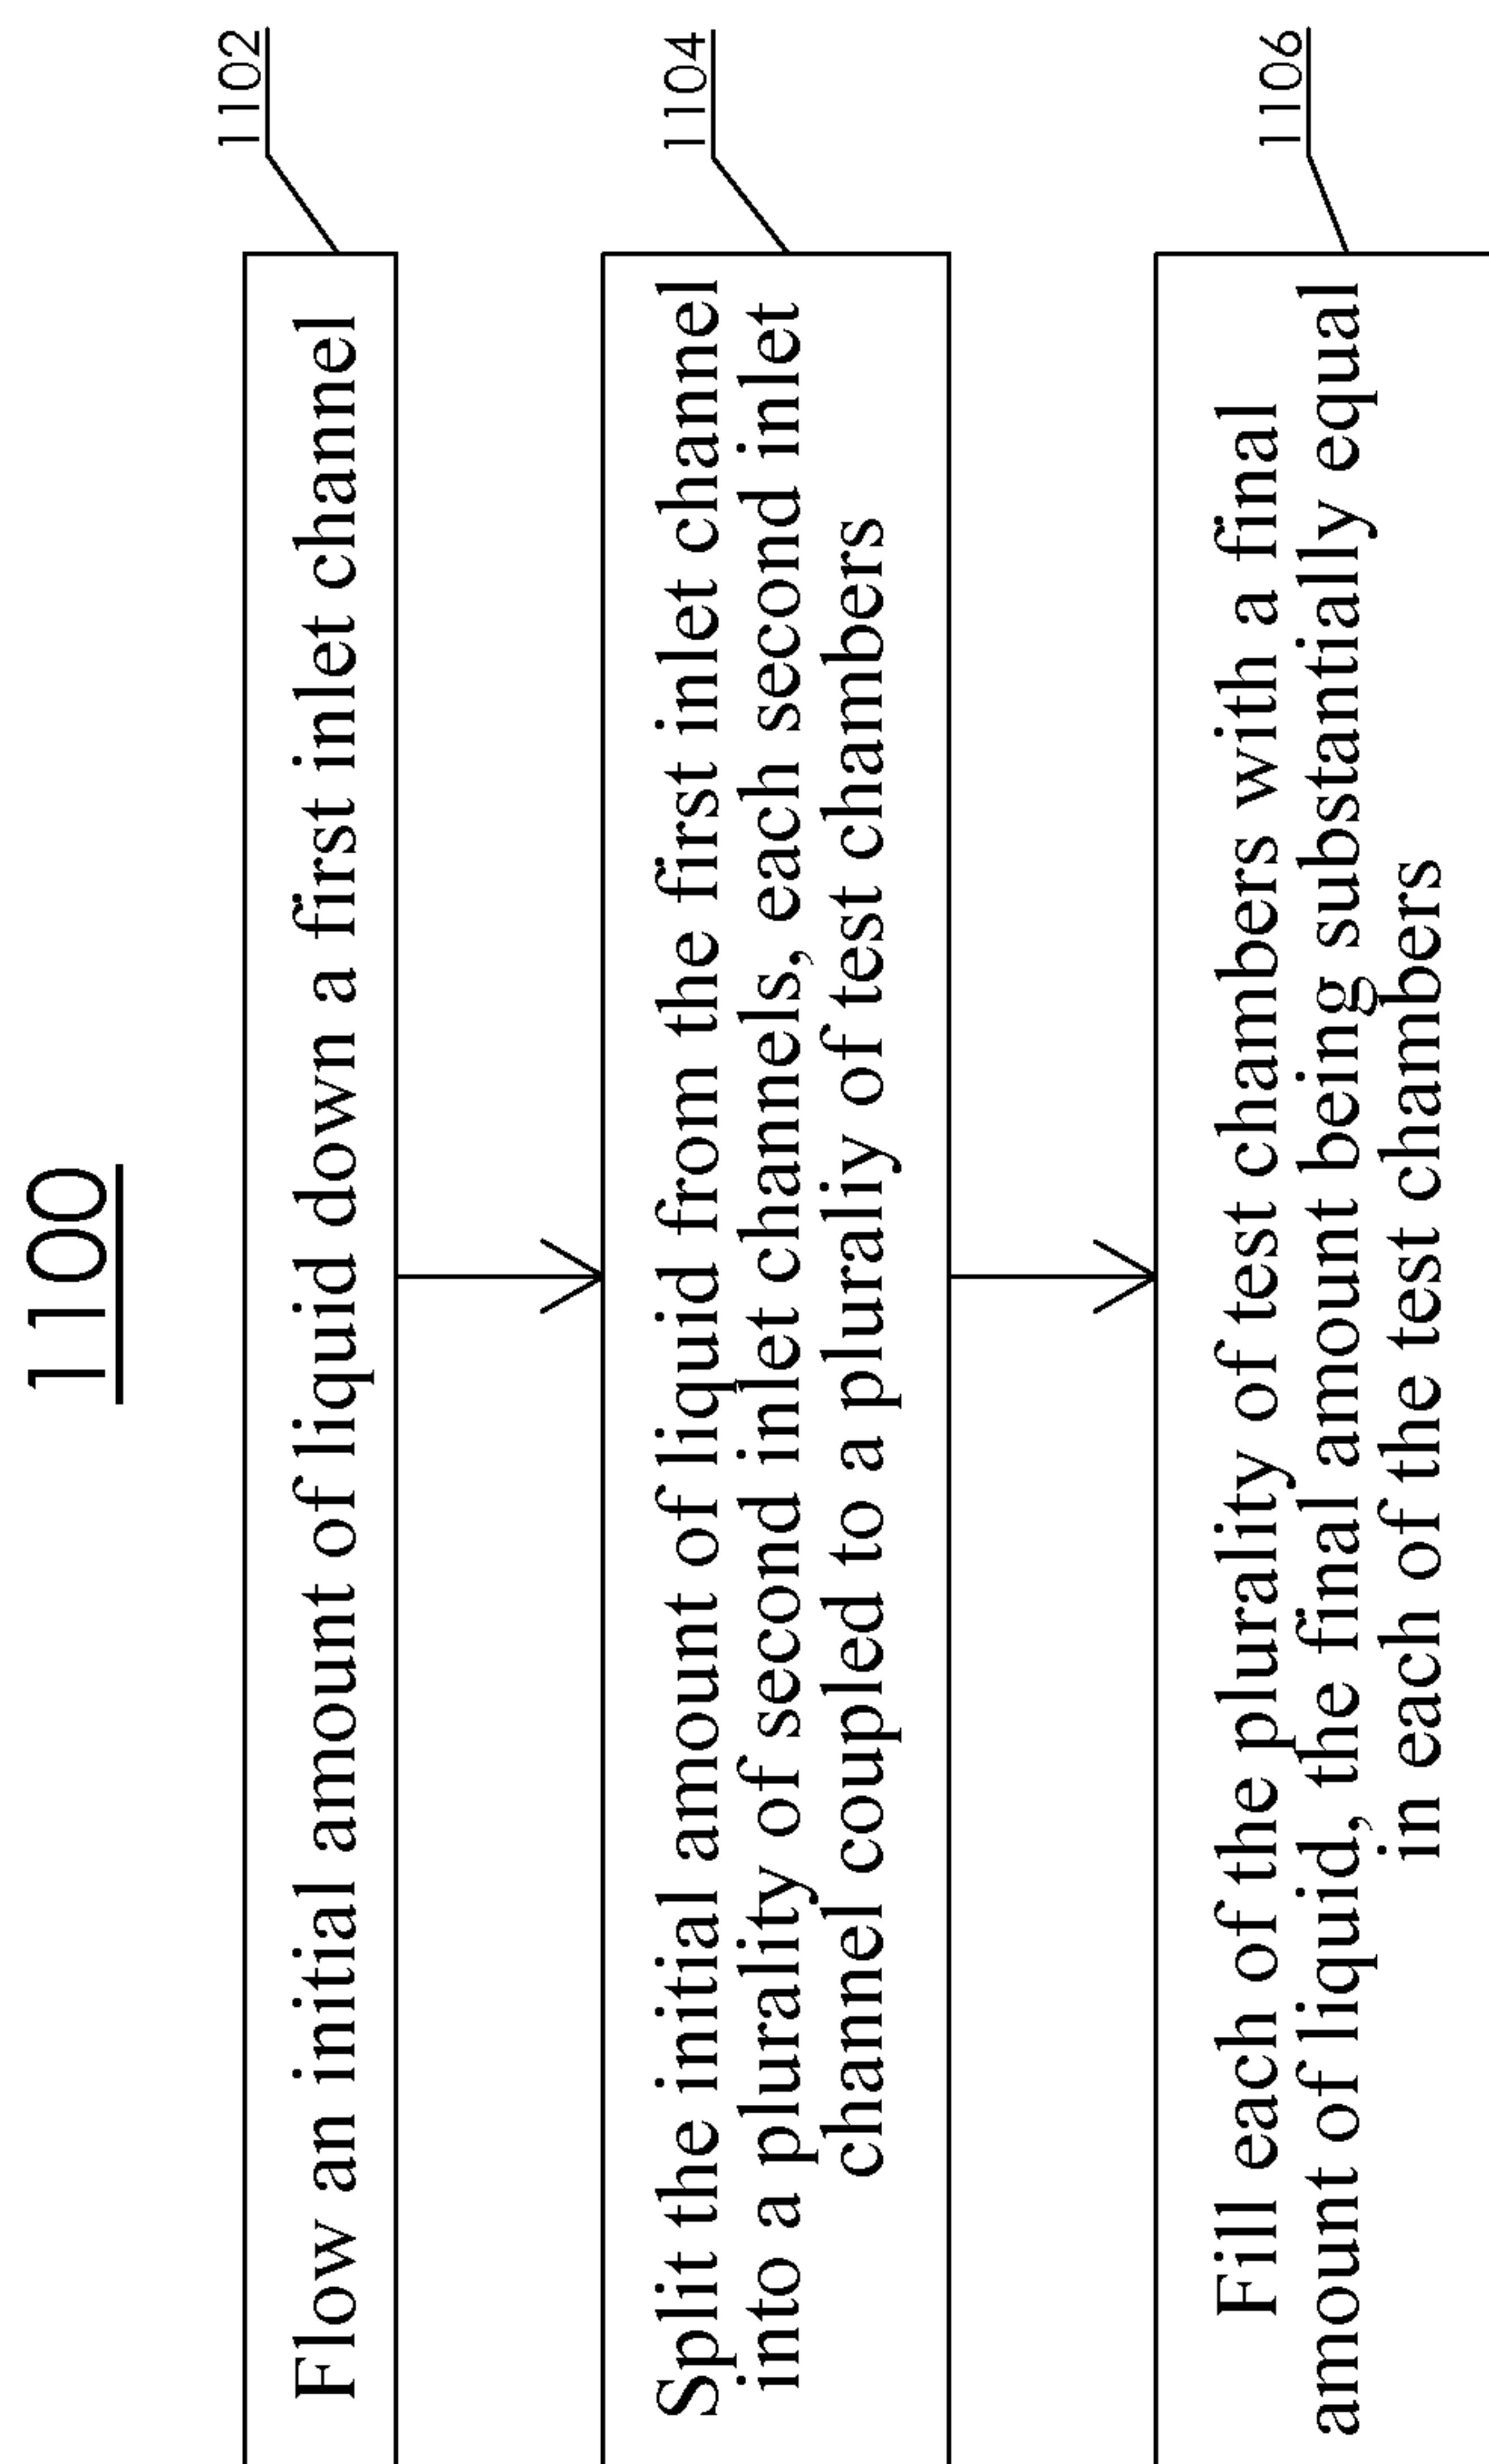 1100
1102
Flow an initial amount of liquid down a first inlet channel
1104
Split the initial amount of liquid from the first inlet channel
into a plurality of second inlet channels, each second inlet
channel coupled to a plurality of test chambers
1106
Fill each of the plurality of test chambers with a final
amount of liquid, the final amount being substantially equal
in each of the test chambers